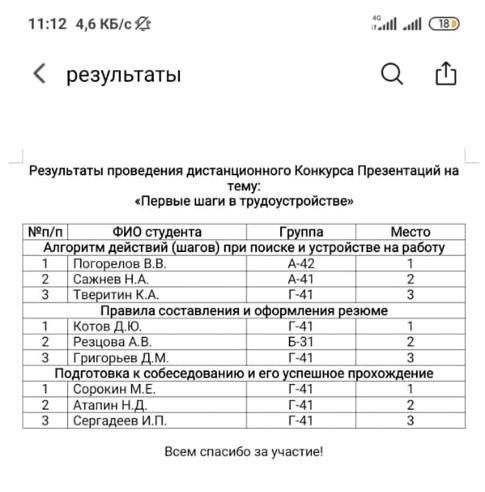 11:12 4,6 КБ/с
4G
18
результаты
Результаты проведения дистанционного Конкурса Презентаций на
тему:
«Первые шаги в трудоустройстве»
№п/п ФИО студента Группа Место
Алгоритм действий (шагов) при поиске и устройстве на работу
1 Погорелов В.В. А-42 1
2 Сажнев Н.А. А-41 2
3 Тверитин К.А. Г-41 3
Правила составления и оформления резюме
1 Котов Д.Ю. Г-41 1
2 Резцова А.В. Б-31 2
3 Григорьев Д.М. Г-41 3
Подготовка к собеседованию и его успешное прохождение
1 Сорокин М.Е. Г-41 1
2 Атапин Н.Д. Г-41 2
3 Сергадеев И.П. Г-41 3
Всем спасибо за участие!